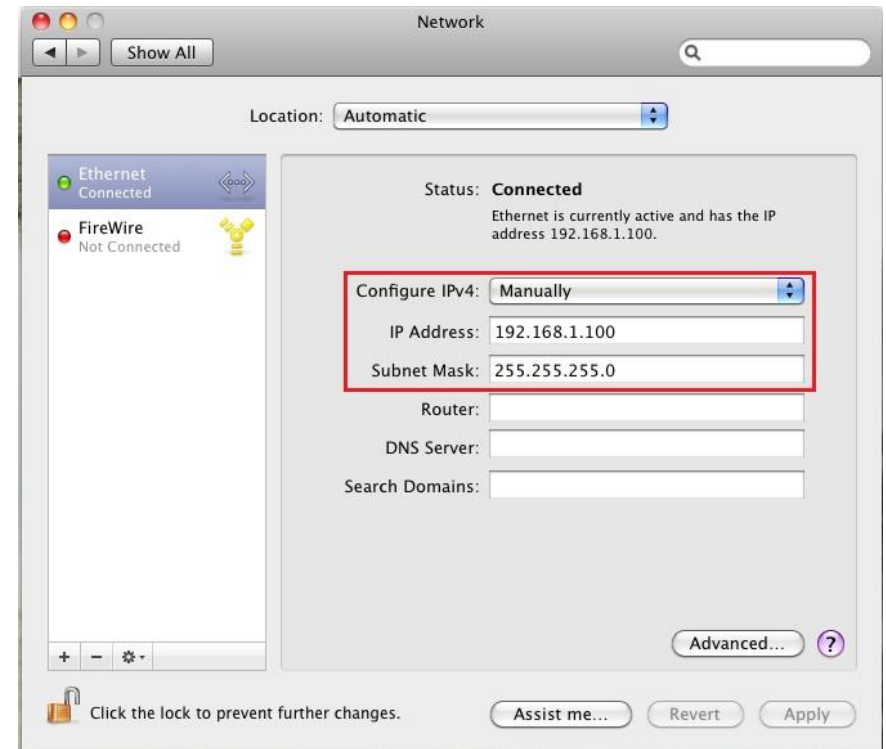 Network
Show All
Location: Automatic
Ethernet
Connected
FireWire
Not Connected
Status: Connected
Ethernet is currently active and has the IP
address 192.168.1.100.
Configure IPv4: Manually
IP Address: 192.168.1.100
Subnet Mask: 255.255.255.0
Router:
DNS Server:
Search Domains:
Advanced... ?
Click the lock to prevent further changes.
Assist me... Revert Apply